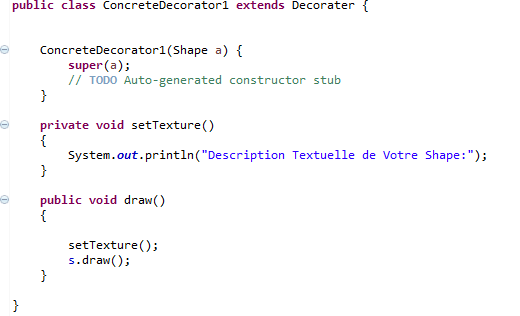 public class ConcreteDecorator1 extends Decorater {
ConcreteDecorator1(Shape a) {
super(a);
// TODO Auto-generated constructor stub
}
private void setTexture()
{
System.out.println("Description Textuelle de Votre Shape:");
}
public void draw()
{
setTexture();
s.draw();
}
}